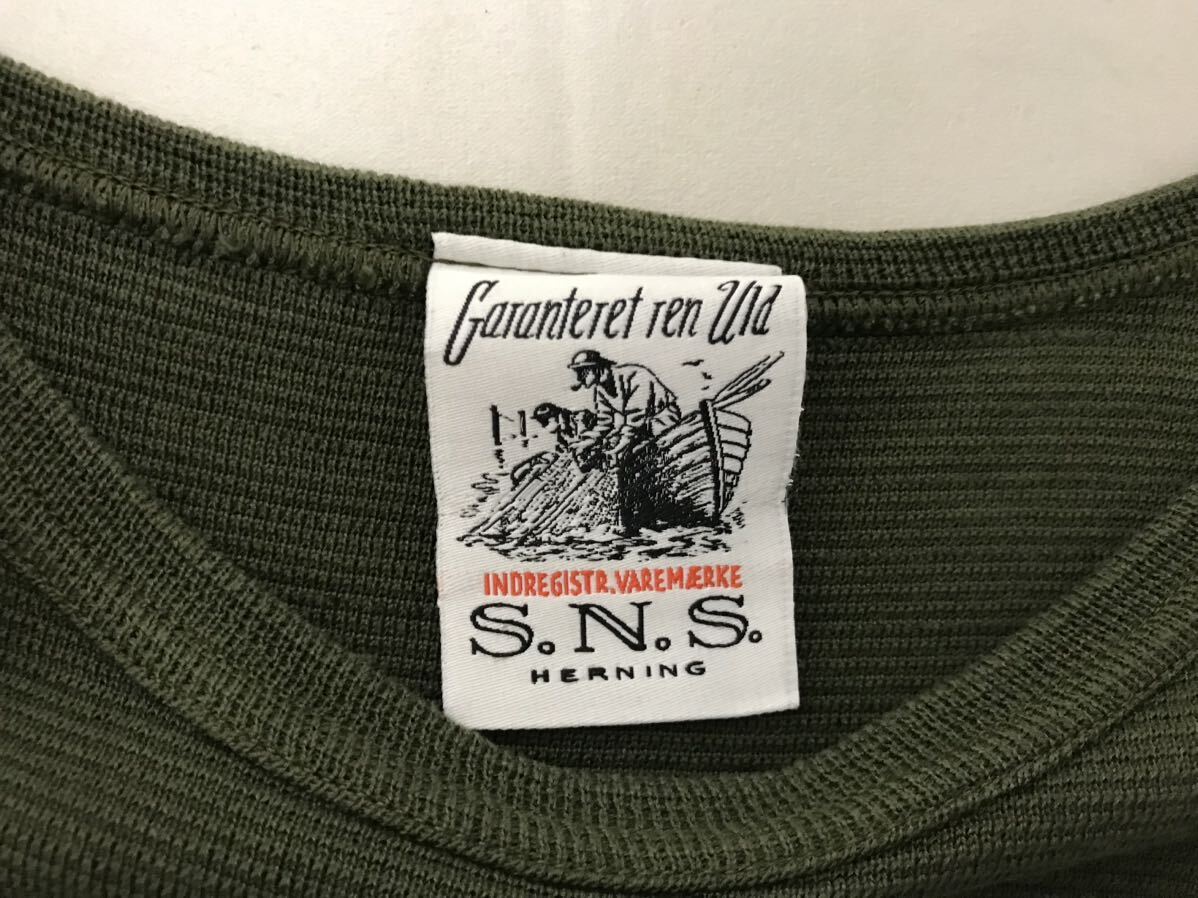 Garanteret ren Uld
INDREGISTR. VAREMÆRKE
S.N.S.
HERNING